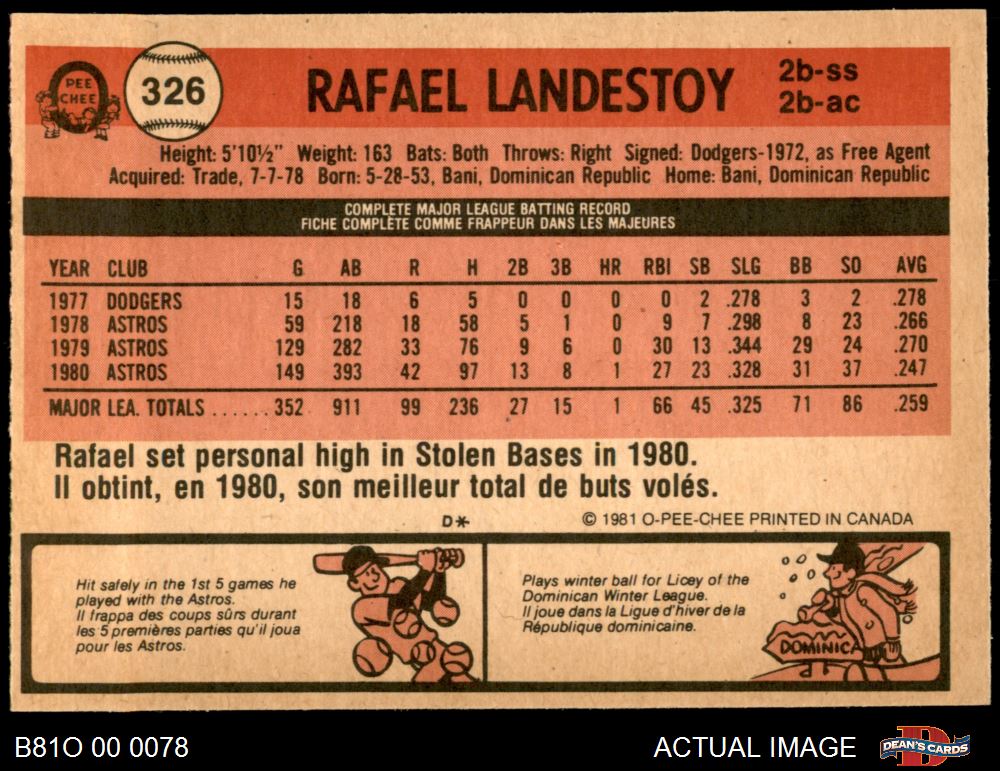 PEE
CHEE
326
RAFAEL LANDESTOY
2b-ss
2b-ac
Height: 5'10½" Weight: 163 Bats: Both Throws: Right Signed: Dodgers-1972, as Free Agent
Acquired: Trade, 7-7-78 Born: 5-28-53, Bani, Dominican Republic Home: Bani, Dominican Republic
COMPLETE MAJOR LEAGUE BATTING RECORD
FICHE COMPLÈTE COMME FRAPPEUR DANS LES MAJEURES
YEAR CLUB G AB R H 2B 3B HR RBI SB SLG BB SO AVG
1977 DODGERS 15 18 6 5 0 0 0 0 2 .278 3 2 .278
1978 ASTROS 59 218 18 58 5 1 0 9 7 .298 8 23 .266
1979 ASTROS 129 282 33 76 9 6 0 30 13 .344 29 24 .270
1980 ASTROS 149 393 42 97 13 8 1 27 23 .328 31 37 .247
MAJOR LEA. TOTALS ...... 352 911 99 236 27 15 1 66 45 .325 71 86 .259
Rafael set personal high in Stolen Bases in 1980.
Il obtint, en 1980, son meilleur total de buts volés.
D* © 1981 O-PEE-CHEE PRINTED IN CANADA
Hit safely in the 1st 5 games he
played with the Astros.
Il frappa des coups sûrs durant
les 5 premières parties qu'il joua
pour les Astros.
Plays winter ball for Licey of the
Dominican Winter League.
Il joue dans la Ligue d'hiver de la
République dominicaine.
DOMINICA
B81O 00 0078
ACTUAL IMAGE
DEAN'S CARDS